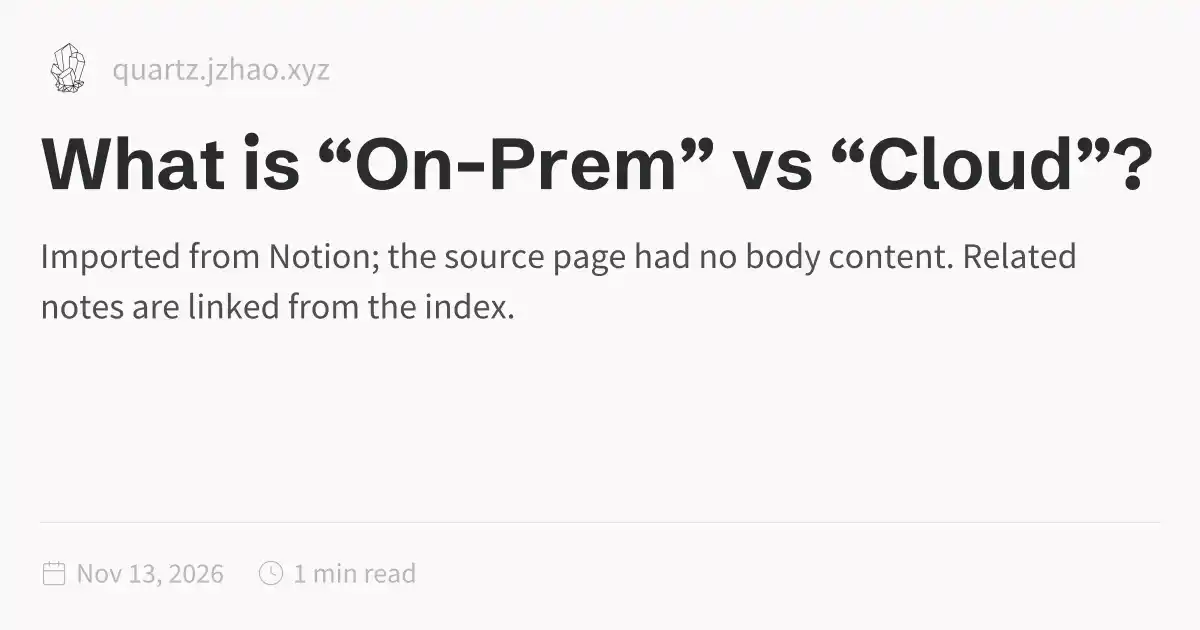 quartz.jzhao.xyz
What is “On-Prem” vs “Cloud”?
Imported from Notion; the source page had no body content. Related
notes are linked from the index.
Nov 13, 2026 1 min read